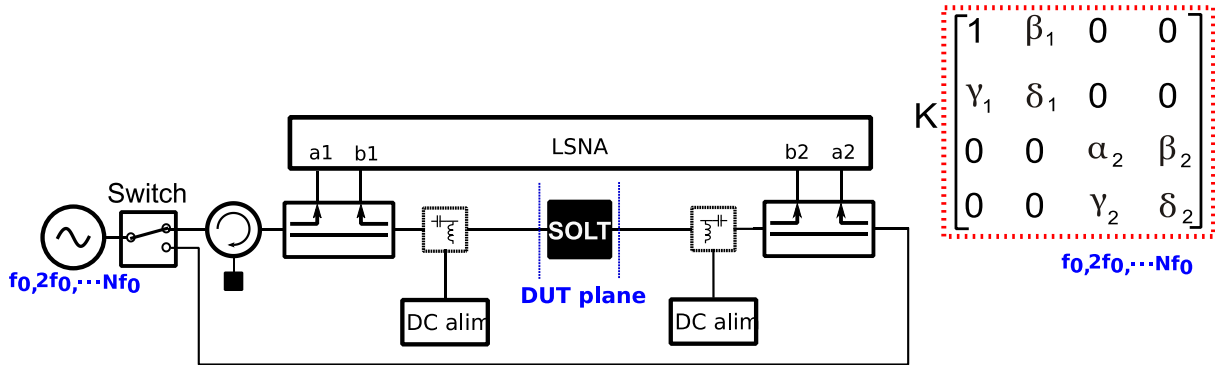 K
1 β1 0 0
γ1 δ1 0 0
0 0 α2 β2
0 0 γ2 δ2
f0,2f0,···Nf0
LSNA
a1 b1 b2 a2
Switch
SOLT
f0,2f0,···Nf0
DUT plane
DC alim DC alim